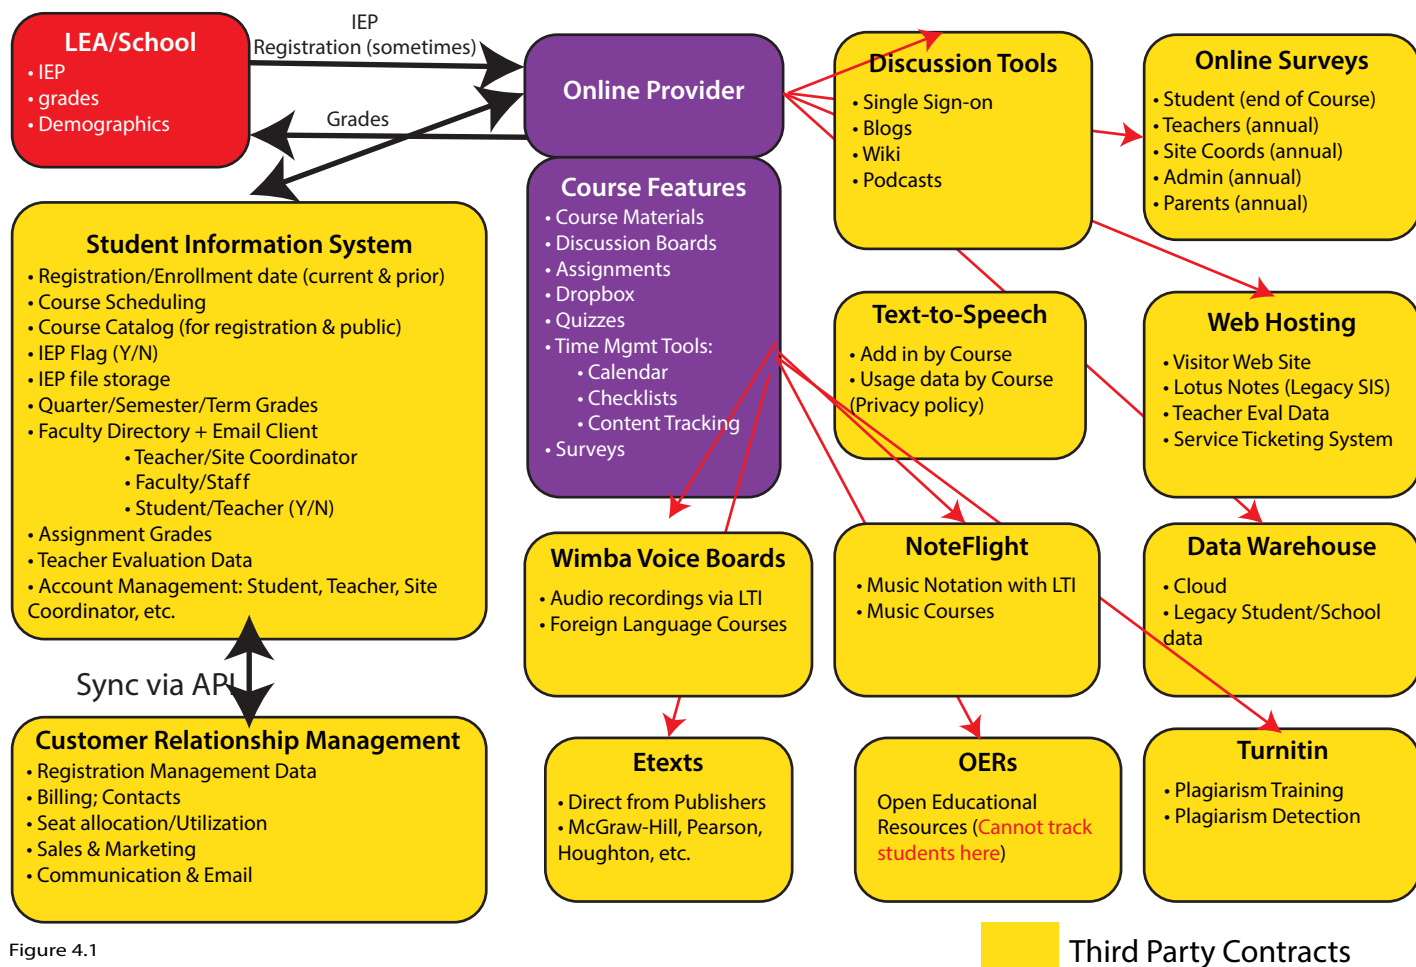 LEA/School
• IEP
• grades
• Demographics
IEP
Registration (sometimes)
Grades
Online Provider
Course Features
• Course Materials
• Discussion Boards
• Assignments
• Dropbox
• Quizzes
• Time Mgmt Tools:
• Calendar
• Checklists
• Content Tracking
• Surveys
Discussion Tools
• Single Sign-on
• Blogs
• Wiki
• Podcasts
Online Surveys
• Student (end of Course)
• Teachers (annual)
• Site Coords (annual)
• Admin (annual)
• Parents (annual)
Student Information System
• Registration/Enrollment date (current & prior)
• Course Scheduling
• Course Catalog (for registration & public)
• IEP Flag (Y/N)
• IEP file storage
• Quarter/Semester/Term Grades
• Faculty Directory + Email Client
• Teacher/Site Coordinator
• Faculty/Staff
• Student/Teacher (Y/N)
• Assignment Grades
• Teacher Evaluation Data
• Account Management: Student, Teacher, Site
Coordinator, etc.
Text-to-Speech
• Add in by Course
• Usage data by Course
(Privacy policy)
Web Hosting
• Visitor Web Site
• Lotus Notes (Legacy SIS)
• Teacher Eval Data
• Service Ticketing System
Wimba Voice Boards
• Audio recordings via LTI
• Foreign Language Courses
NoteFlight
• Music Notation with LTI
• Music Courses
Data Warehouse
• Cloud
• Legacy Student/School
data
Sync via API
Customer Relationship Management
• Registration Management Data
• Billing; Contacts
• Seat allocation/Utilization
• Sales & Marketing
• Communication & Email
Etexts
• Direct from Publishers
• McGraw-Hill, Pearson,
Houghton, etc.
OERs
Open Educational
Resources (Cannot track
students here)
Turnitin
• Plagiarism Training
• Plagiarism Detection
Figure 4.1
Third Party Contracts